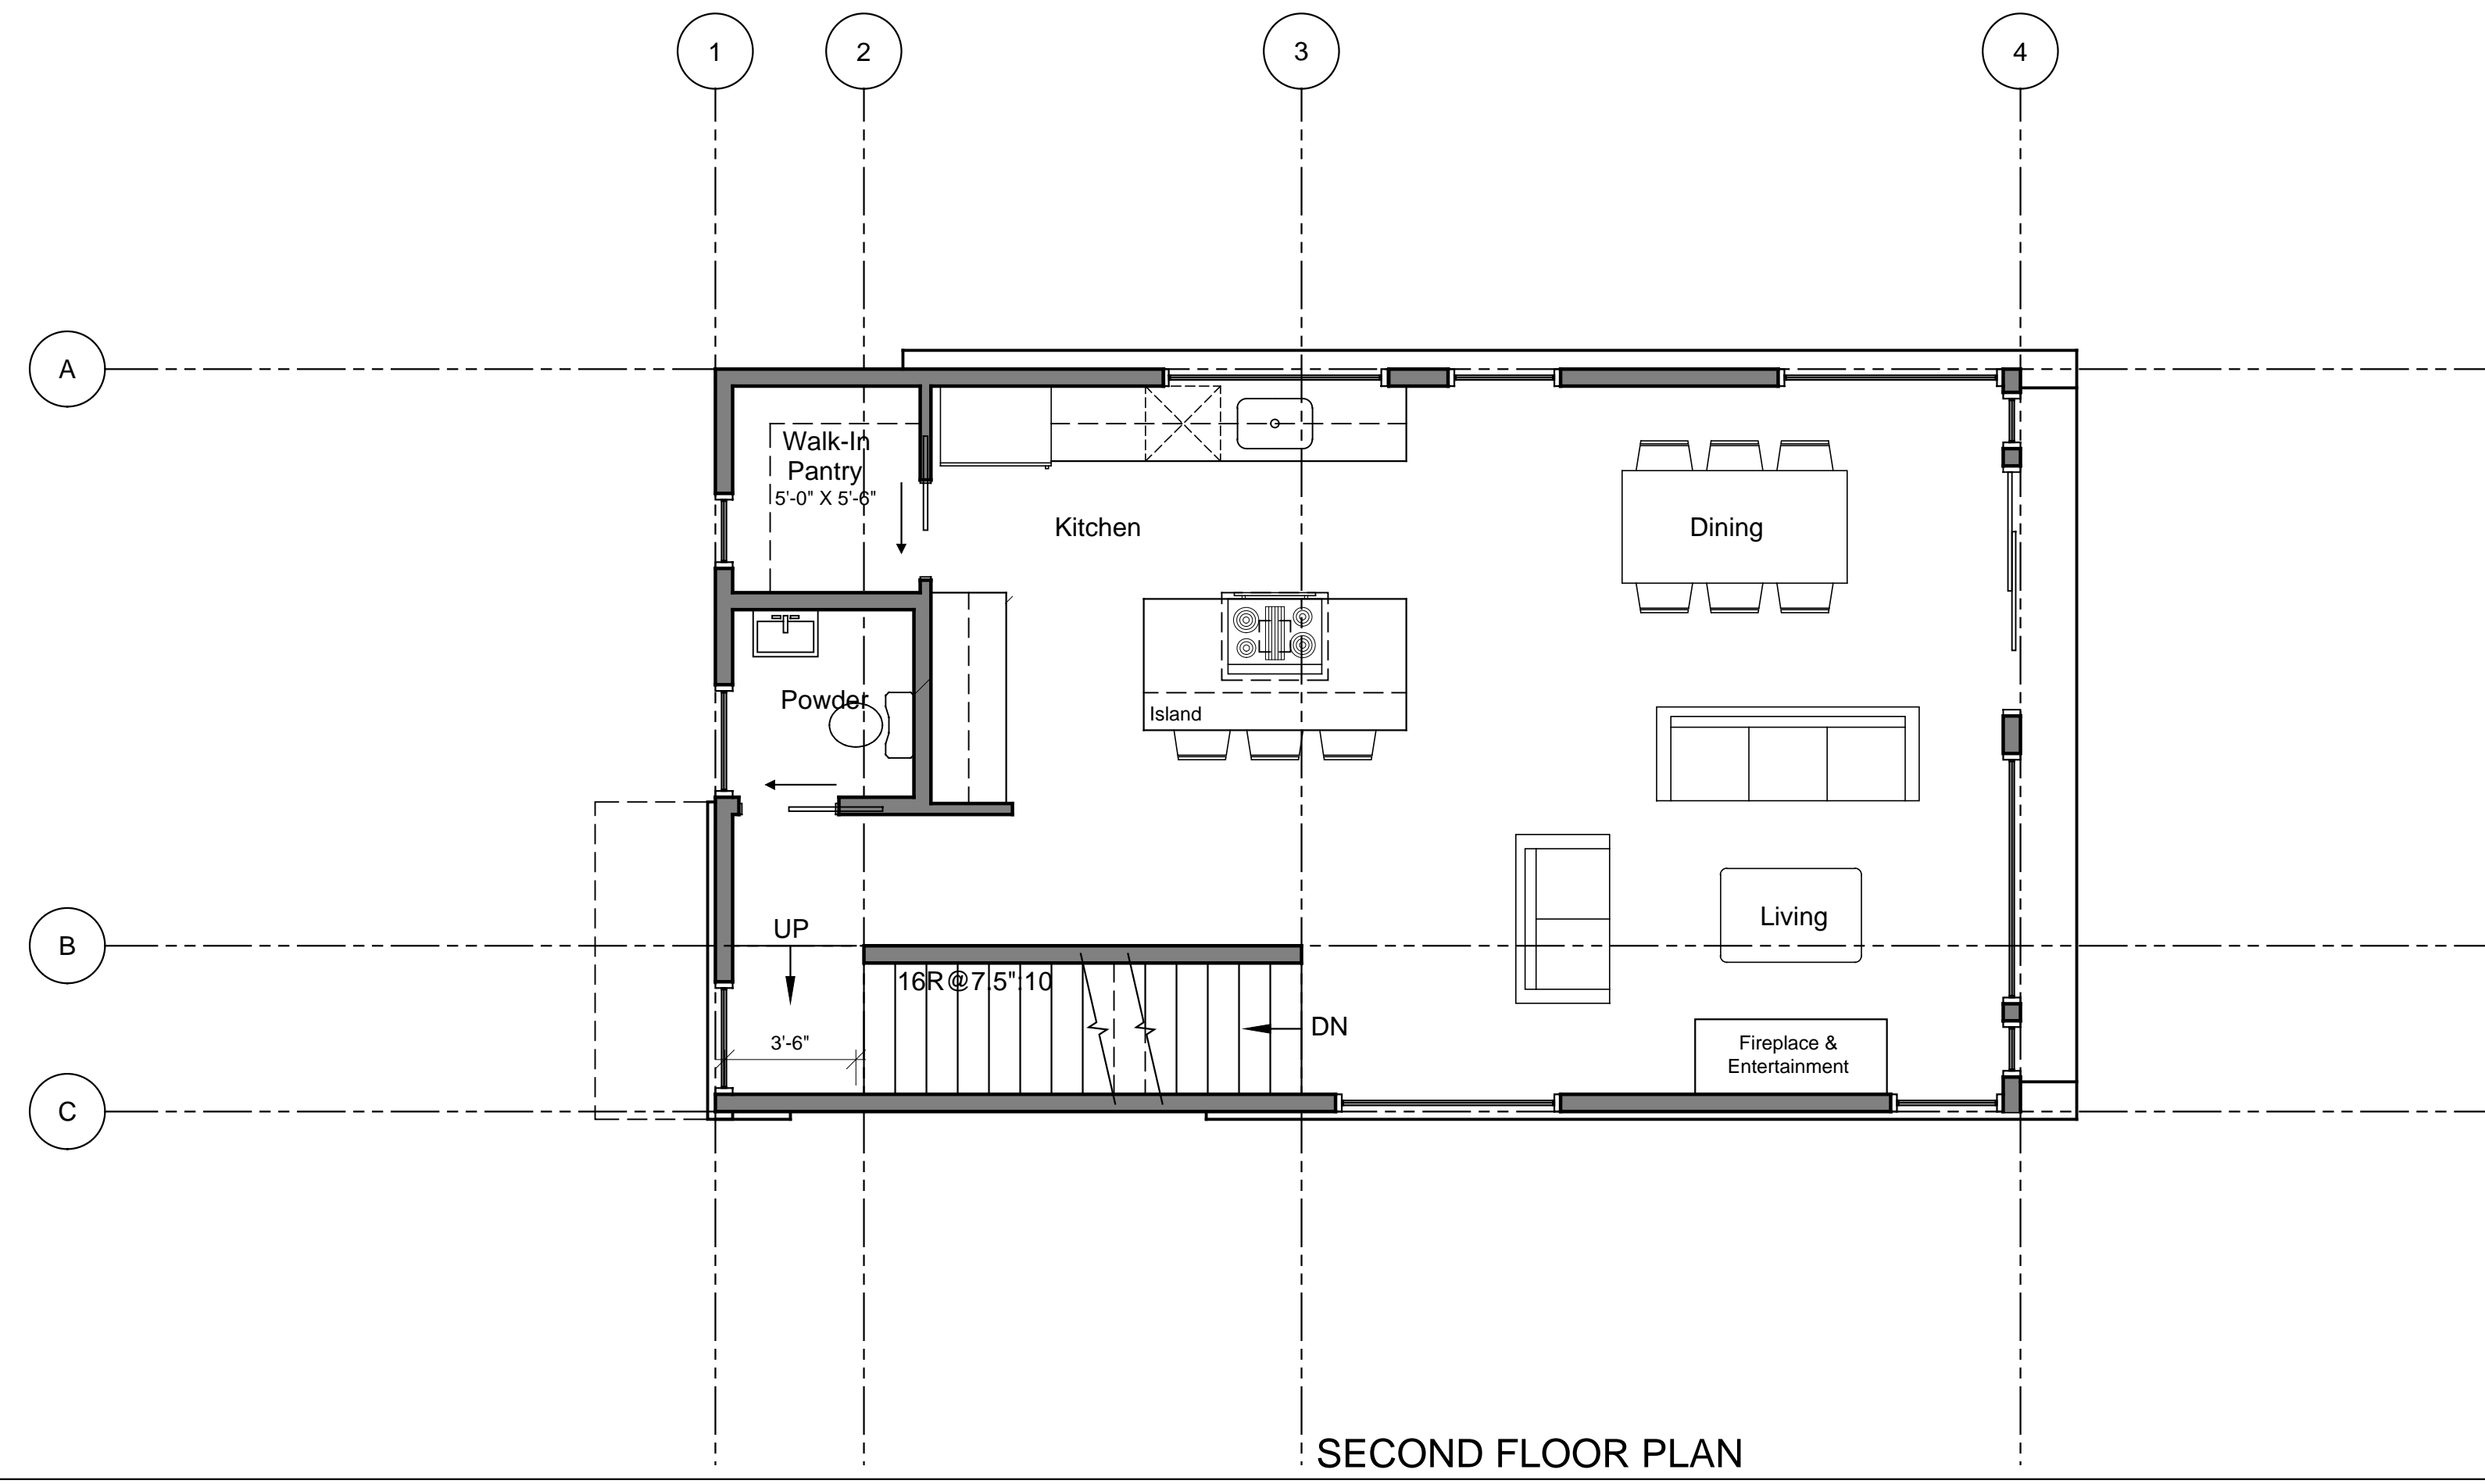 1
2
3
4
A
Walk-In
Pantry
5'-0" X 5'-6"
Kitchen
Dining
Powder
Island
B
UP
Living
16R@7.5":10
DN
3'-6"
Fireplace &
Entertainment
C
SECOND FLOOR PLAN